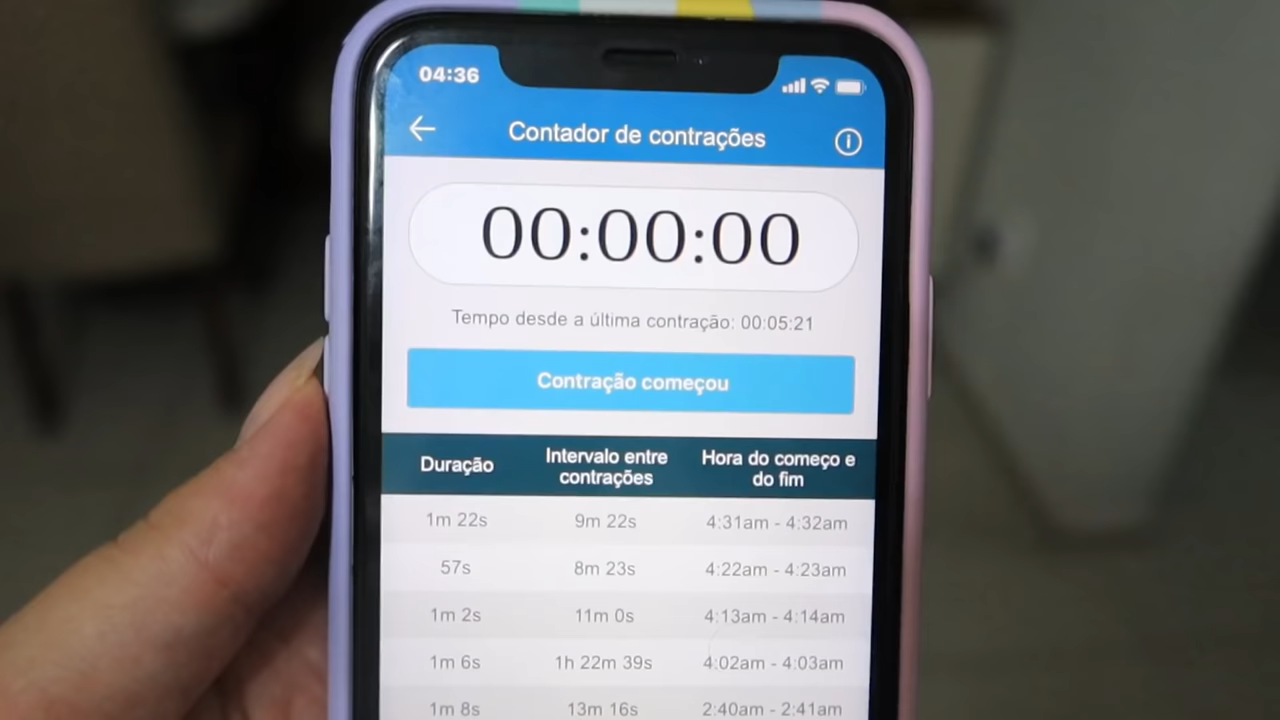 04:36
Contador de contrações
00:00:00
Tempo desde a última contração: 00:05:21
Contração começou
Duração
Intervalo entre
contrações
Hora do começo e
do fim
1m 22s 9m 22s 4:31am - 4:32am
57s 8m 23s 4:22am - 4:23am
1m 2s 11m 0s 4:13am - 4:14am
1m 6s 1h 22m 39s 4:02am - 4:03am
1m 8s 13m 16s 2:40am - 2:41am